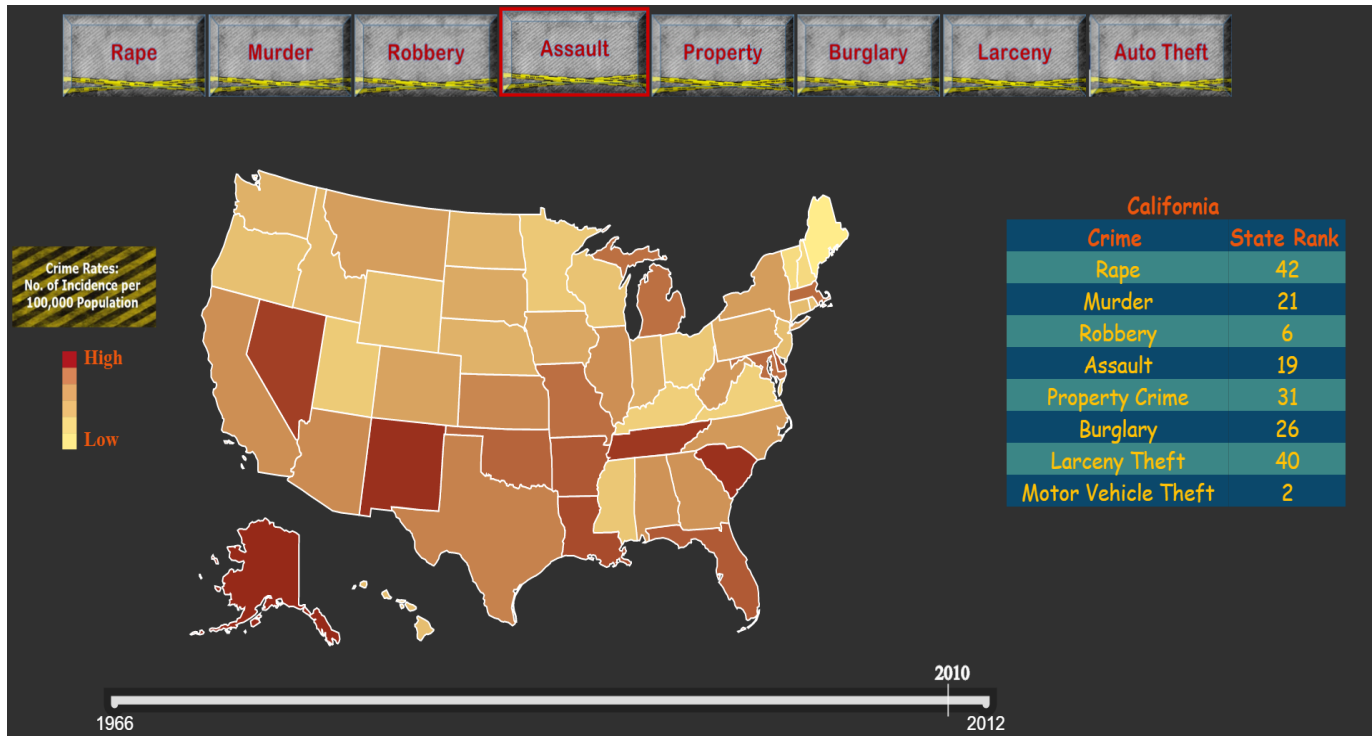 Rape Murder Robbery Assault Property Burglary Larceny Auto Theft
Crime Rates:
No. of Incidence per
100,000 Population
High
Low
California
Crime State Rank
Rape 42
Murder 21
Robbery 6
Assault 19
Property Crime 31
Burglary 26
Larceny Theft 40
Motor Vehicle Theft 2
2010
1966 2012